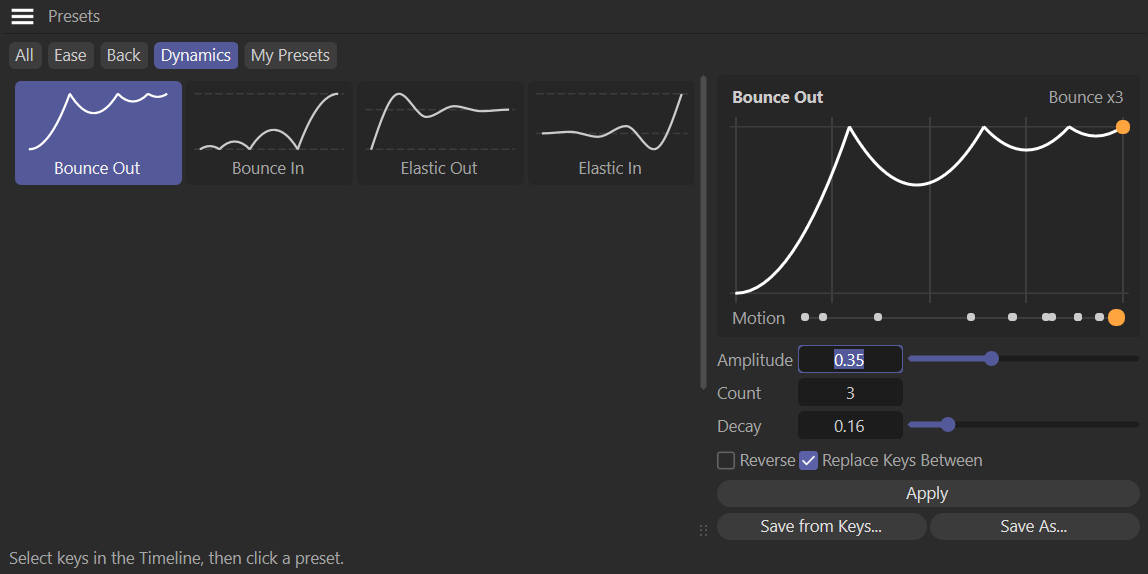 Presets
All Ease Back Dynamics My Presets
Bounce Out Bounce In Elastic Out Elastic In
Bounce Out Bounce x3
Motion
Amplitude 0.35
Count 3
Decay 0.16
Reverse Replace Keys Between
Apply
Save from Keys... Save As...
Select keys in the Timeline, then click a preset.